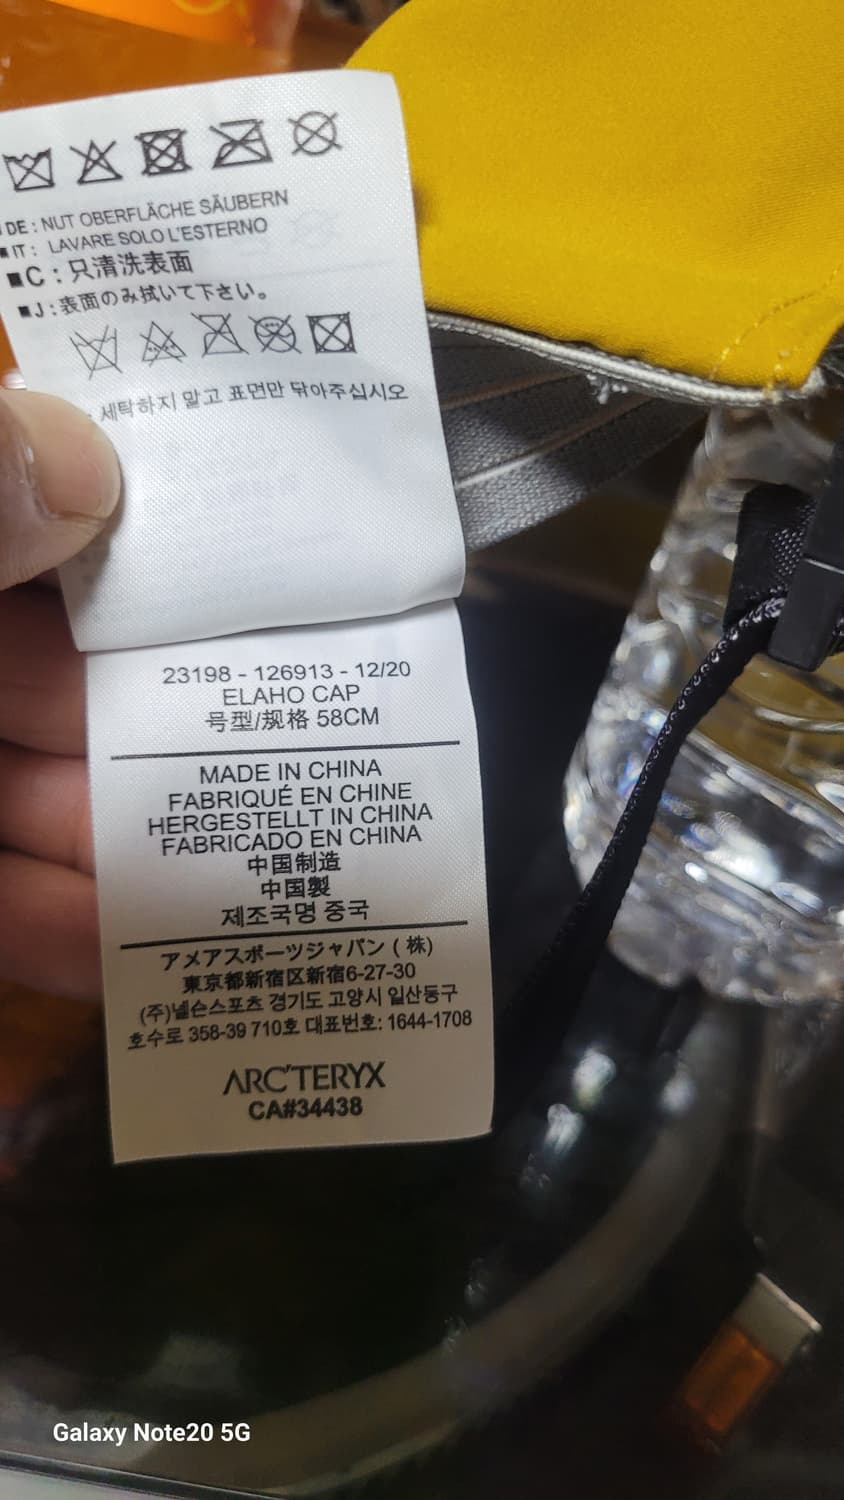 DE : NUT OBERFLÄCHE SÄUBERN
■ IT : LAVARE SOLO L'ESTERNO
■C : 只清洗表面
■J : 表面のみ拭いて下さい。
: 세탁하지 말고 표면만 닦아주십시오
23198 - 126913 - 12/20
ELAHO CAP
号型/规格 58CM
MADE IN CHINA
FABRIQUÉ EN CHINE
HERGESTELLT IN CHINA
FABRICADO EN CHINA
中国制造
中国製
제조국명 중국
アメアスポーツジャパン ( 株)
東京都新宿区新宿6-27-30
(주)넬슨스포츠 경기도 고양시 일산동구
호수로 358-39 710호 대표번호: 1644-1708
ARC'TERYX
CA#34438
Galaxy Note20 5G